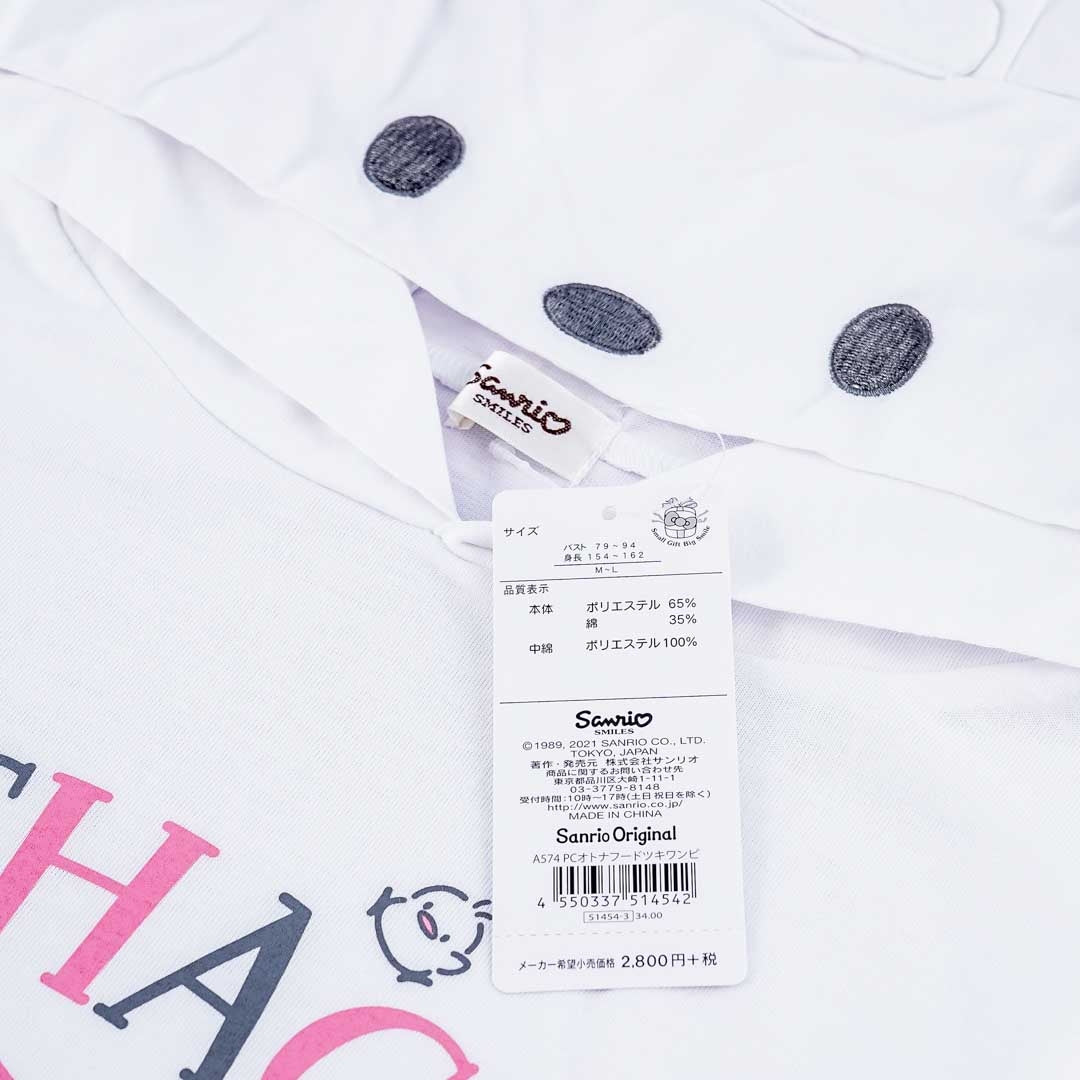 Sanrio
SMILES
Small Gift Big Smile
サイズ
バスト 79~94
身長 154~162
M~L
品質表示
本体 ポリエステル 65%
綿 35%
中綿 ポリエステル 100%
Sanrio
SMILES
©1989, 2021 SANRIO CO., LTD.
TOKYO, JAPAN
著作・発売元 株式会社サンリオ
商品に関するお問い合わせ先
東京都品川区大崎1-11-1
03-3779-8148
受付時間:10時~17時(土日祝日を除く)
http://www.sanrio.co.jp/
MADE IN CHINA
Sanrio Original
A574 PCオトナフードツキワンピ
4 550337 514542
51454-3 34.00
メーカー希望小売価格 2,800円+税
HAC